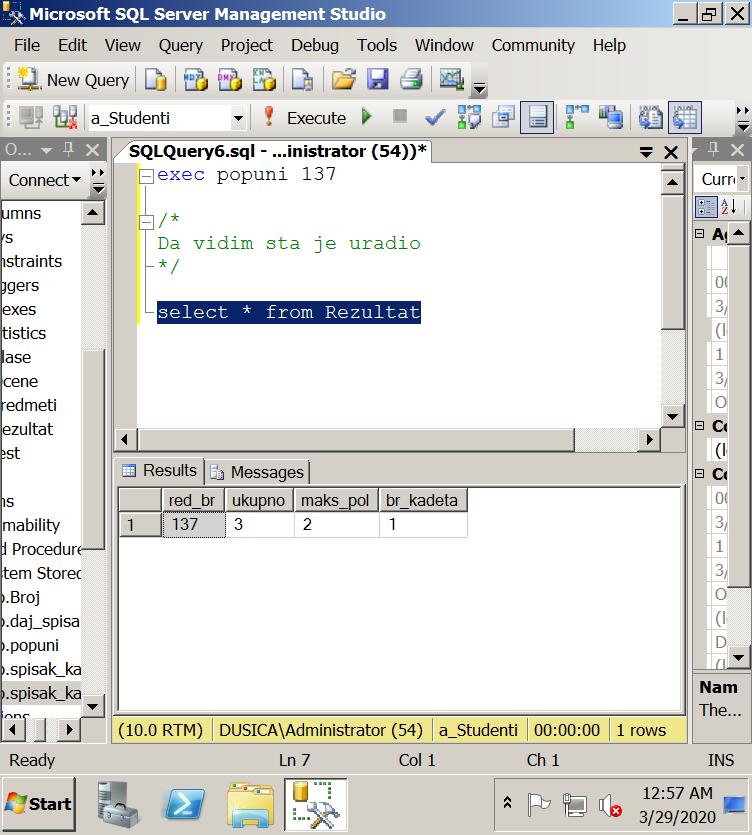 Microsoft SQL Server Management Studio
File Edit View Query Project Debug Tools Window Community Help
New Query
a_Studenti Execute
O...
Connect
SQLQuery6.sql - ...inistrator (54))*
exec popuni 137
/*
Da vidim sta je uradio
*/
select * from Rezultat
umns
ys
nstraints
ggers
exes
tistics
lase
cene
redmeti
ezultat
est
ns
mability
d Procedure
tem Stored
o.Broj
o.daj_spisa
o.popuni
o.spisak_ka
o.spisak_ka
Results Messages
red_br ukupno maks_pol br_kadeta
1 137 3 2 1
(10.0 RTM) DUSICA\Administrator (54) a_Studenti 00:00:00 1 rows
Curre
Ag
00
3/
(l
1
3/
O
Co
(l
Co
00
3/
1
3/
O
(l
D
Nam
The...
Ready Ln 7 Col 1 Ch 1 INS
Start
12:57 AM
3/29/2020